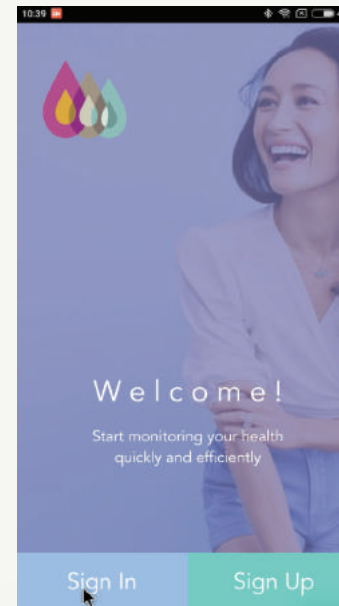 10:39
Welcome!
Start monitoring your health
quickly and efficiently
Sign In
Sign Up